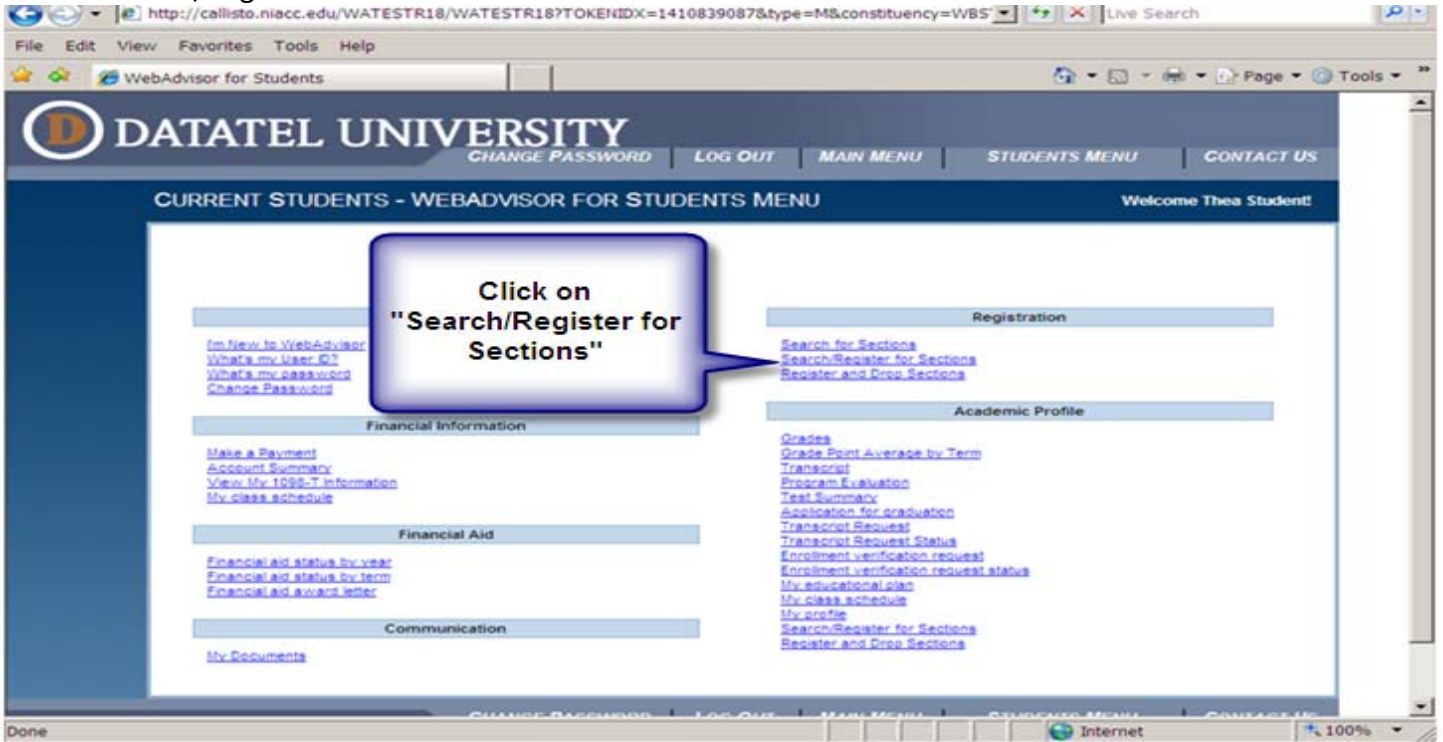 http://callisto.niacc.edu/WATESTR18/WATESTR18?TOKENIDX=1410839087&type=M&constituency=WBS
Live Search
File Edit View Favorites Tools Help
WebAdvisor for Students
Page
Tools
DATATEL UNIVERSITY
CHANGE PASSWORD
LOG OUT
MAIN MENU
STUDENTS MENU
CONTACT US
CURRENT STUDENTS - WEBADVISOR FOR STUDENTS MENU
Welcome Thea Student!
Click on
"Search/Register for
Sections"
I'm New to WebAdvisor
What's my User ID?
What's my password
Change Password
Financial Information
Make a Payment
Account Summary
View My 1098-T Information
My class schedule
Financial Aid
Financial aid status by year
Financial aid status by term
Financial aid award letter
Communication
My Documents
Registration
Search for Sections
Search/Register for Sections
Register and Drop Sections
Academic Profile
Grades
Grade Point Average by Term
Transcript
Program Evaluation
Test Summary
Application for graduation
Transcript Request
Transcript Request Status
Enrollment verification request
Enrollment verification request status
My educational plan
My class schedule
My profile
Search/Register for Sections
Register and Drop Sections
Done
Internet
100%